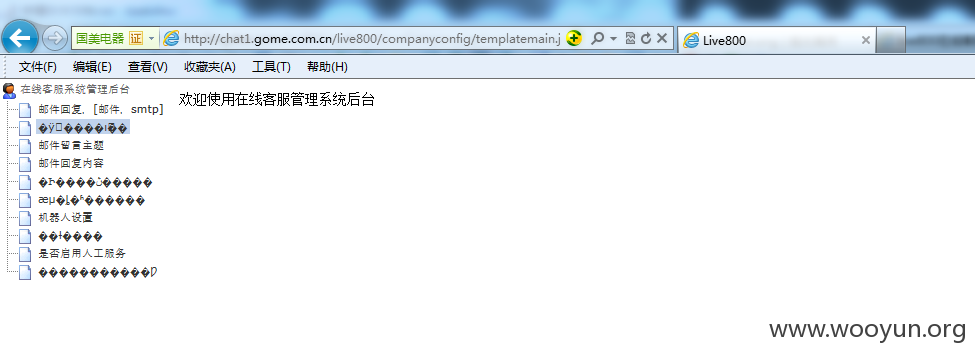 国美电器 证 http://chat1.gome.com.cn/live800/companyconfig/templatemain.j Live800
文件(F) 编辑(E) 查看(V) 收藏夹(A) 工具(T) 帮助(H)
在线客服系统管理后台
欢迎使用在线客服管理系统后台
邮件回复, [邮件, smtp]
邮件留言主题
邮件回复内容
机器人设置
是否启用人工服务
www.wooyun.org